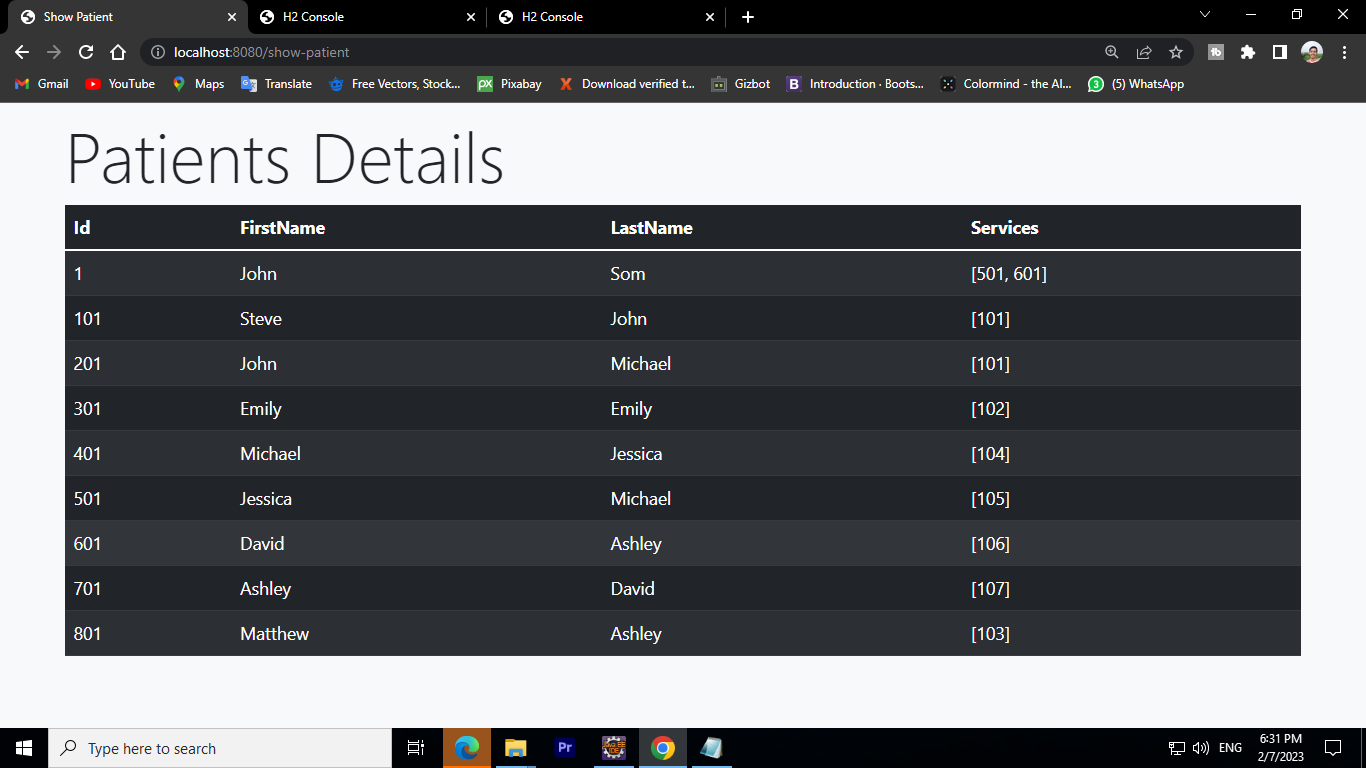 Show Patient H2 Console H2 Console
localhost:8080/show-patient
Gmail YouTube Maps Translate Free Vectors, Stock... Pixabay Download verified t... Gizbot Introduction · Boots... Colormind - the AI... (5) WhatsApp
Patients Details
Id FirstName LastName Services
1 John Som [501, 601]
101 Steve John [101]
201 John Michael [101]
301 Emily Emily [102]
401 Michael Jessica [104]
501 Jessica Michael [105]
601 David Ashley [106]
701 Ashley David [107]
801 Matthew Ashley [103]
Type here to search Pr ENG 6:31 PM
2/7/2023